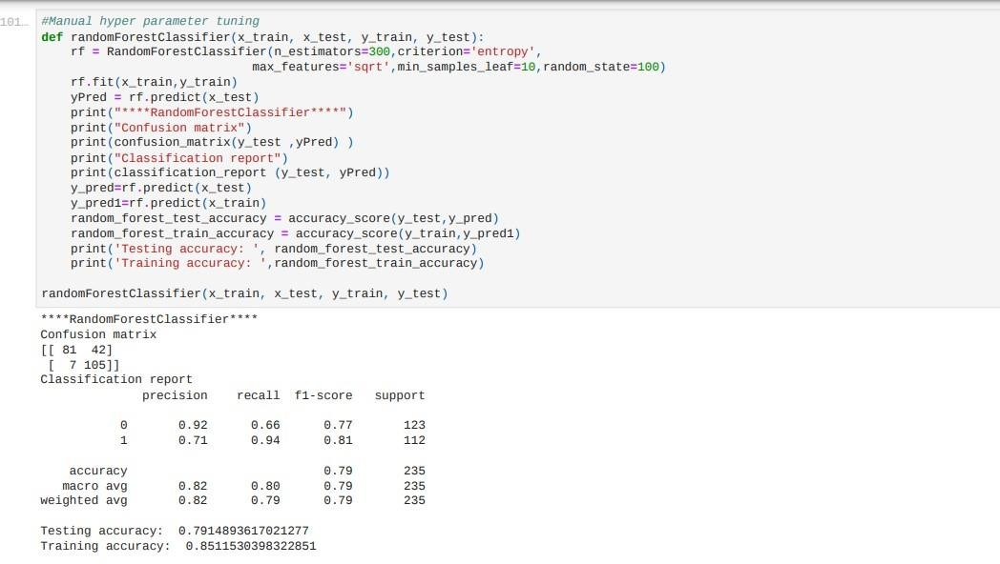 101…
#Manual hyper parameter tuning
def randomForestClassifier(x_train, x_test, y_train, y_test):
    rf = RandomForestClassifier(n_estimators=300,criterion='entropy',
                             max_features='sqrt',min_samples_leaf=10,random_state=100)
    rf.fit(x_train,y_train)
    yPred = rf.predict(x_test)
    print("****RandomForestClassifier****")
    print("Confusion matrix")
    print(confusion_matrix(y_test ,yPred) )
    print("Classification report")
    print(classification_report (y_test, yPred))
    y_pred=rf.predict(x_test)
    y_pred1=rf.predict(x_train)
    random_forest_test_accuracy = accuracy_score(y_test,y_pred)
    random_forest_train_accuracy = accuracy_score(y_train,y_pred1)
    print('Testing accuracy: ', random_forest_test_accuracy)
    print('Training accuracy: ',random_forest_train_accuracy)
randomForestClassifier(x_train, x_test, y_train, y_test)
****RandomForestClassifier****
Confusion matrix
[[ 81  42]
 [  7 105]]
Classification report
              precision    recall  f1-score   support
           0       0.92      0.66      0.77       123
           1       0.71      0.94      0.81       112
    accuracy                           0.79       235
   macro avg       0.82      0.80      0.79       235
weighted avg       0.82      0.79      0.79       235
Testing accuracy:  0.7914893617021277
Training accuracy:  0.8511530398322851